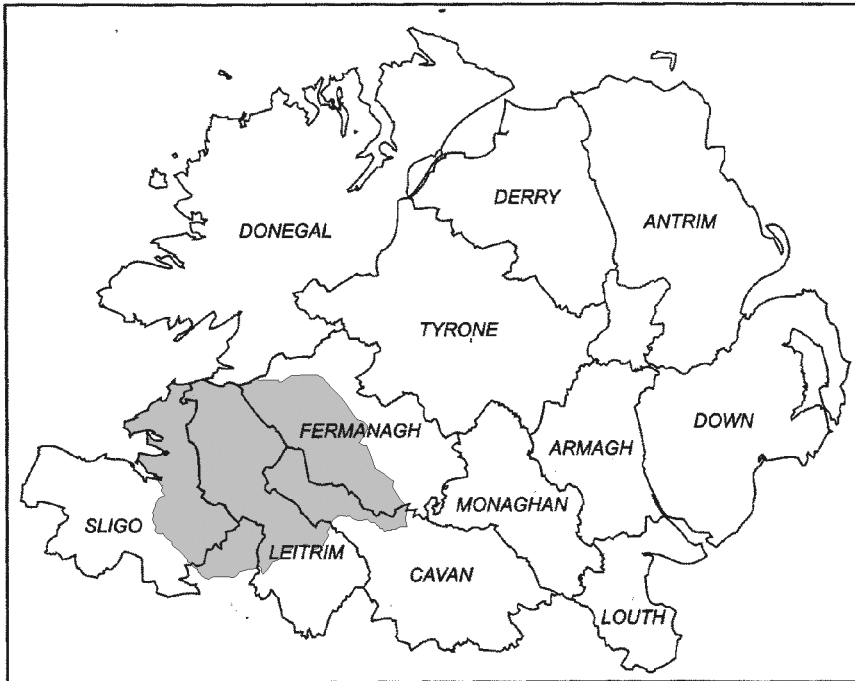 DERRY
ANTRIM
DONEGAL
TYRONE
FERMANAGH
DOWN
ARMAGH
MONAGHAN
SLIGO
LEITRIM
CAVAN
LOUTH